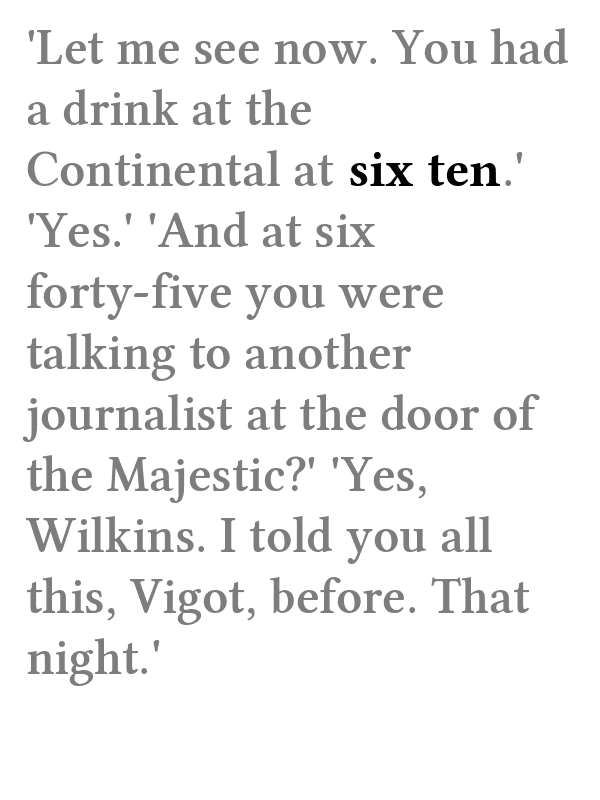 'Let me see now. You had
a drink at the
Continental at six ten.'
'Yes.' 'And at six
forty-five you were
talking to another
journalist at the door of
the Majestic?' 'Yes,
Wilkins. I told you all
this, Vigot, before. That
night.'